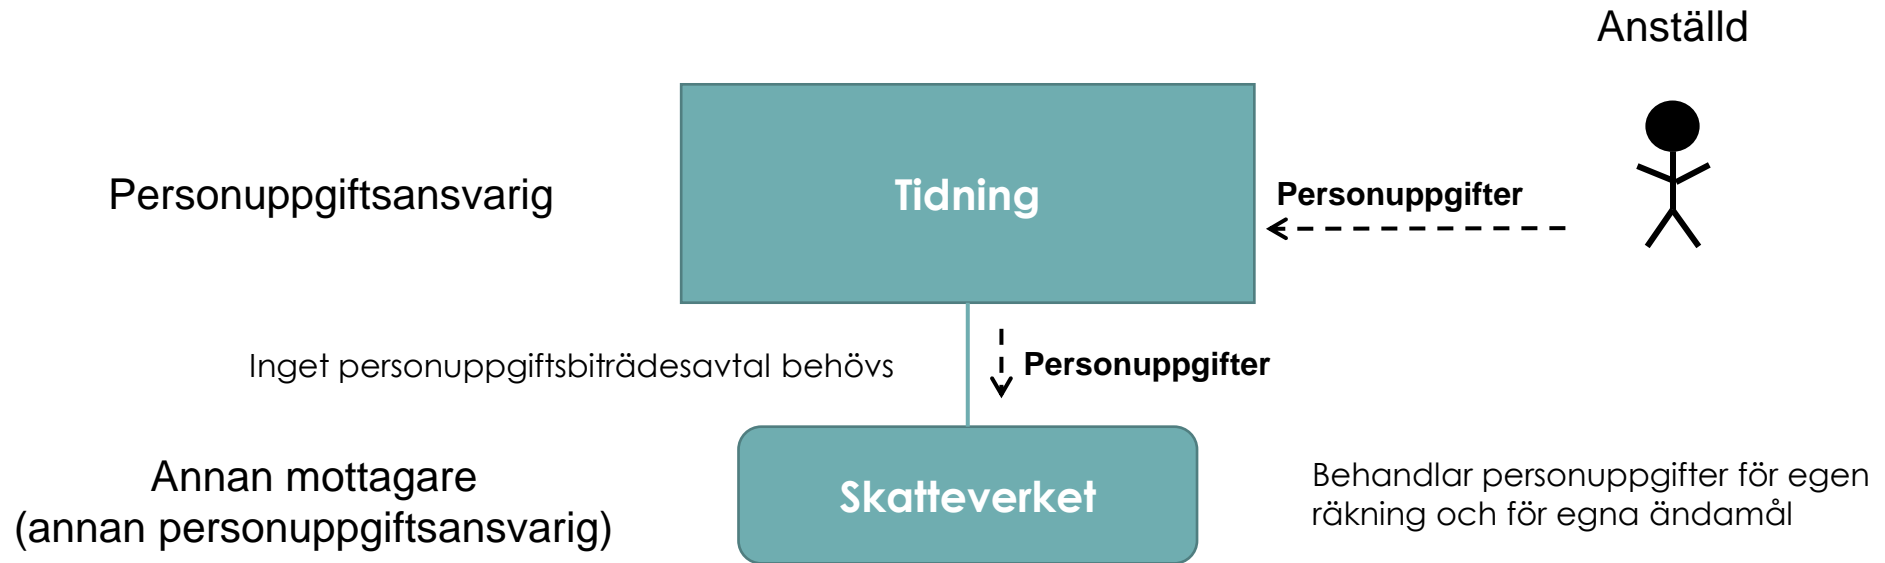 Anställd
Personuppgiftsansvarig
Tidning
Personuppgifter
Inget personuppgiftsbiträdesavtal behövs
Personuppgifter
Annan mottagare
(annan personuppgiftsansvarig)
Skatteverket
Behandlar personuppgifter för egen
räkning och för egna ändamål